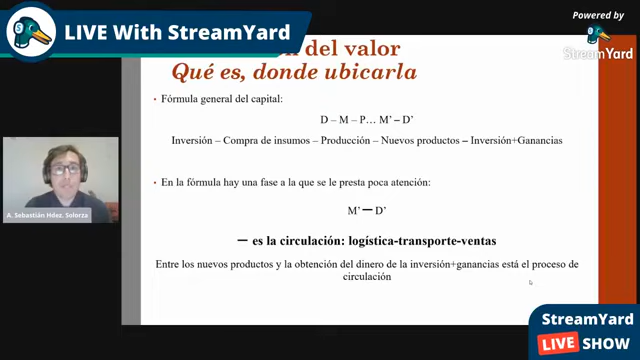 LIVE With StreamYard
Powered by
StreamYard
del valor
Qué es, donde ubicarla
• Fórmula general del capital:
D – M – P… M’ – D’
Inversión – Compra de insumos – Producción – Nuevos productos – Inversión+Ganancias
• En la fórmula hay una fase a la que se le presta poca atención:
M’ — D’
— es la circulación: logística-transporte-ventas
Entre los nuevos productos y la obtención del dinero de la inversión+ganancias está el proceso de
circulación
A. Sebastián Hdez. Solorza
StreamYard
LIVE SHOW